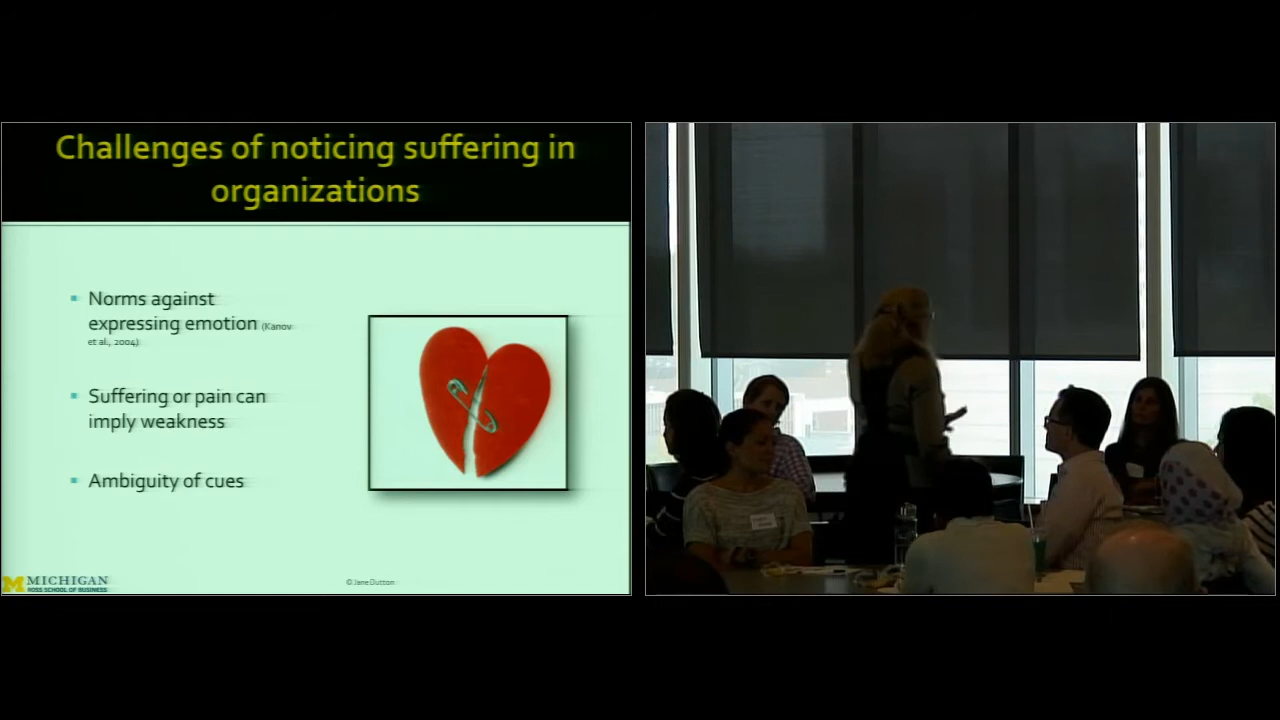 Challenges of noticing suffering in
organizations
Norms against
expressing emotion (Kanov
et al., 2004)
Suffering or pain can
imply weakness
Ambiguity of cues
MICHIGAN
ROSS SCHOOL OF BUSINESS
© Jane Dutton